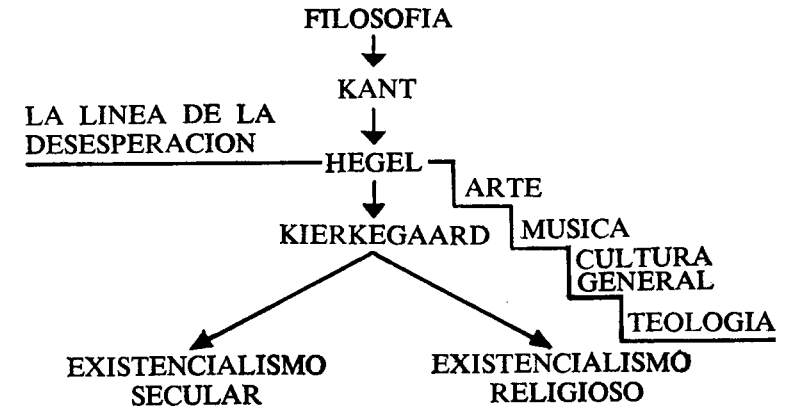 FILOSOFIA
KANT
LA LINEA DE LA
DESESPERACION
HEGEL
ARTE
KIERKEGAARD
MUSICA
CULTURA
GENERAL
TEOLOGIA
EXISTENCIALISMO
SECULAR
EXISTENCIALISMO
RELIGIOSO